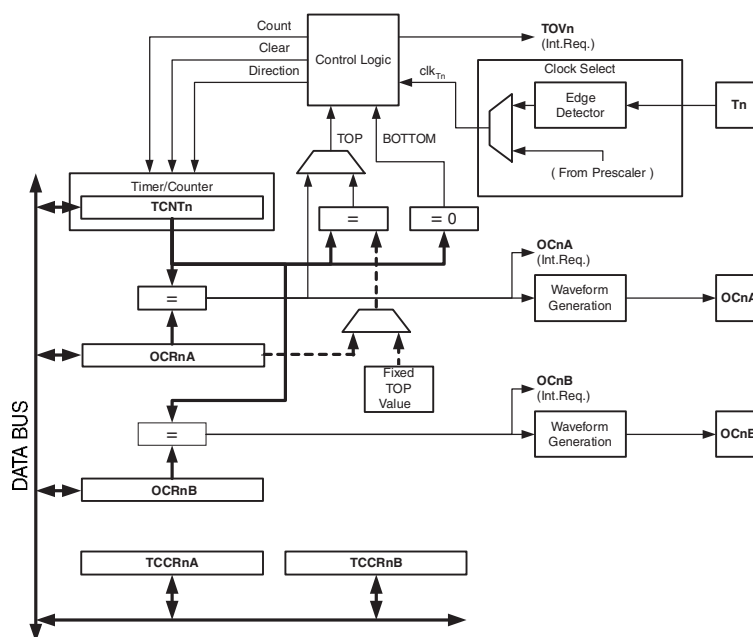 Count
Clear
Direction
Control Logic
TOVn
(Int.Req.)
clkTn
Clock Select
Edge
Detector
Tn
( From Prescaler )
TOP
BOTTOM
Timer/Counter
TCNTn
=
= 0
OCnA
(Int.Req.)
=
Waveform
Generation
OCnA
OCRnA
Fixed
TOP
Value
OCnB
(Int.Req.)
=
Waveform
Generation
OCnB
OCRnB
DATA BUS
TCCRnA
TCCRnB